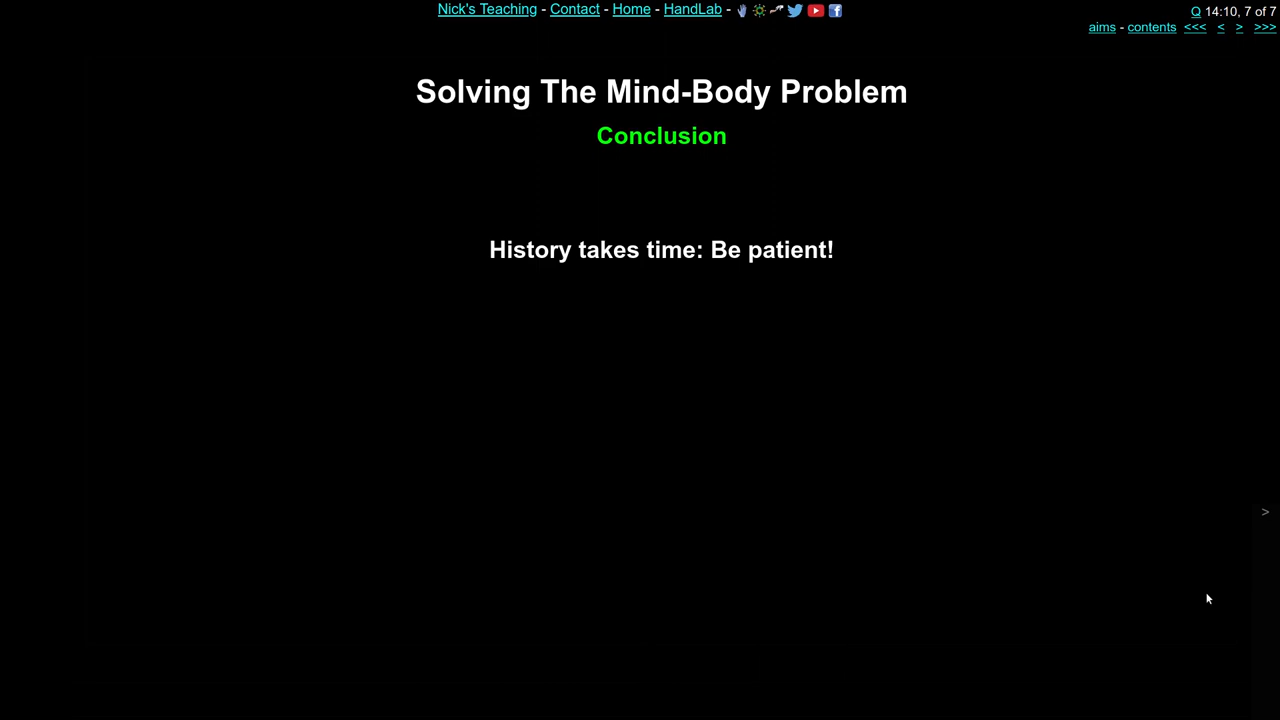 Nick's Teaching - Contact - Home - HandLab -
Q 14:10, 7 of 7
aims - contents <<< < > >>>
Solving The Mind-Body Problem
Conclusion
History takes time: Be patient!
>